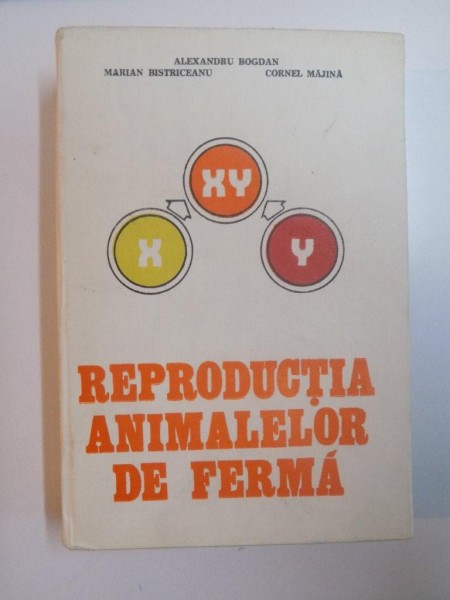 ALEXANDRU BOGDAN
MARIAN BISTRICEANU CORNEL MĂJINĂ
XY
X Y
REPRODUCȚIA
ANIMALELOR
DE FERMĂ